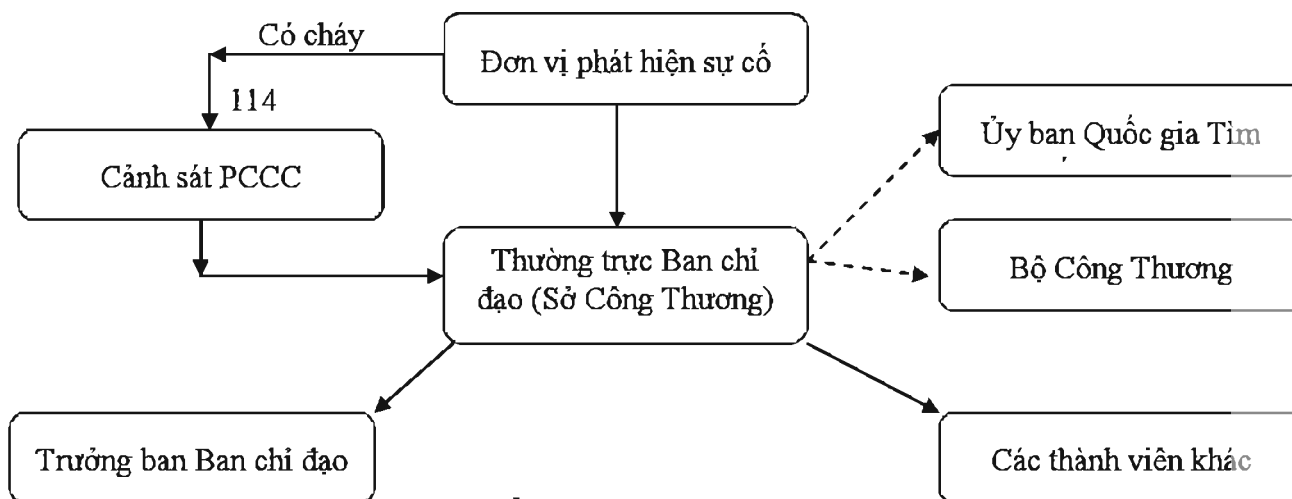 Có cháy
Đơn vị phát hiện sự cố
114
Ủy ban Quốc gia Tìm
Cảnh sát PCCC
Thường trực Ban chỉ
đạo (Sở Công Thương)
Bộ Công Thương
Trưởng ban Ban chỉ đạo
Các thành viên khác